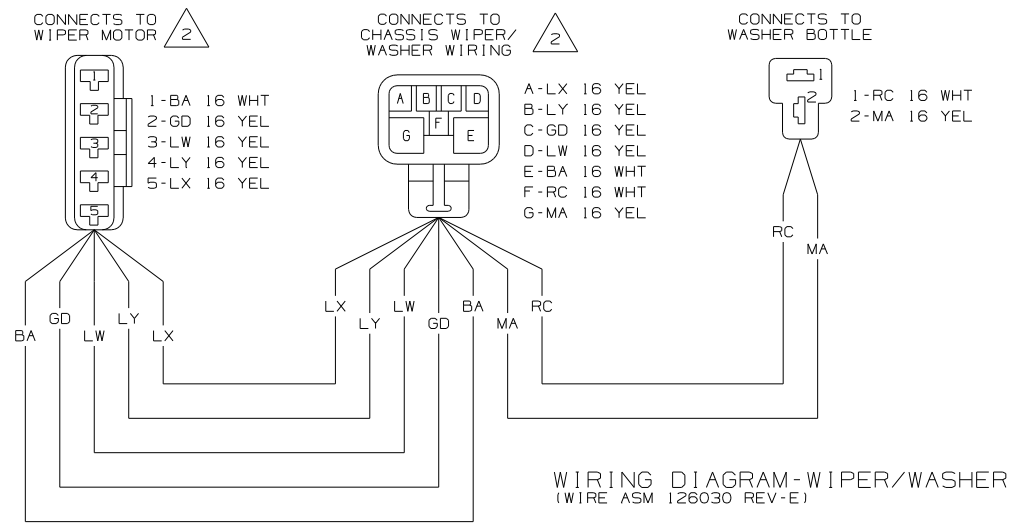 CONNECTS TO
WIPER MOTOR
2
CONNECTS TO
CHASSIS WIPER/
WASHER WIRING
2
CONNECTS TO
WASHER BOTTLE
1
2
3
4
5
1-BA 16 WHT
2-GD 16 YEL
3-LW 16 YEL
4-LY 16 YEL
5-LX 16 YEL
A B C D
F
G E
A-LX 16 YEL
B-LY 16 YEL
C-GD 16 YEL
D-LW 16 YEL
E-BA 16 WHT
F-RC 16 WHT
G-MA 16 YEL
1
2
1-RC 16 WHT
2-MA 16 YEL
BA
GD
LW
LY
LX
LX
LY
LW
GD
BA
MA
RC
RC
MA
WIRING DIAGRAM-WIPER/WASHER
(WIRE ASM 126030 REV-E)